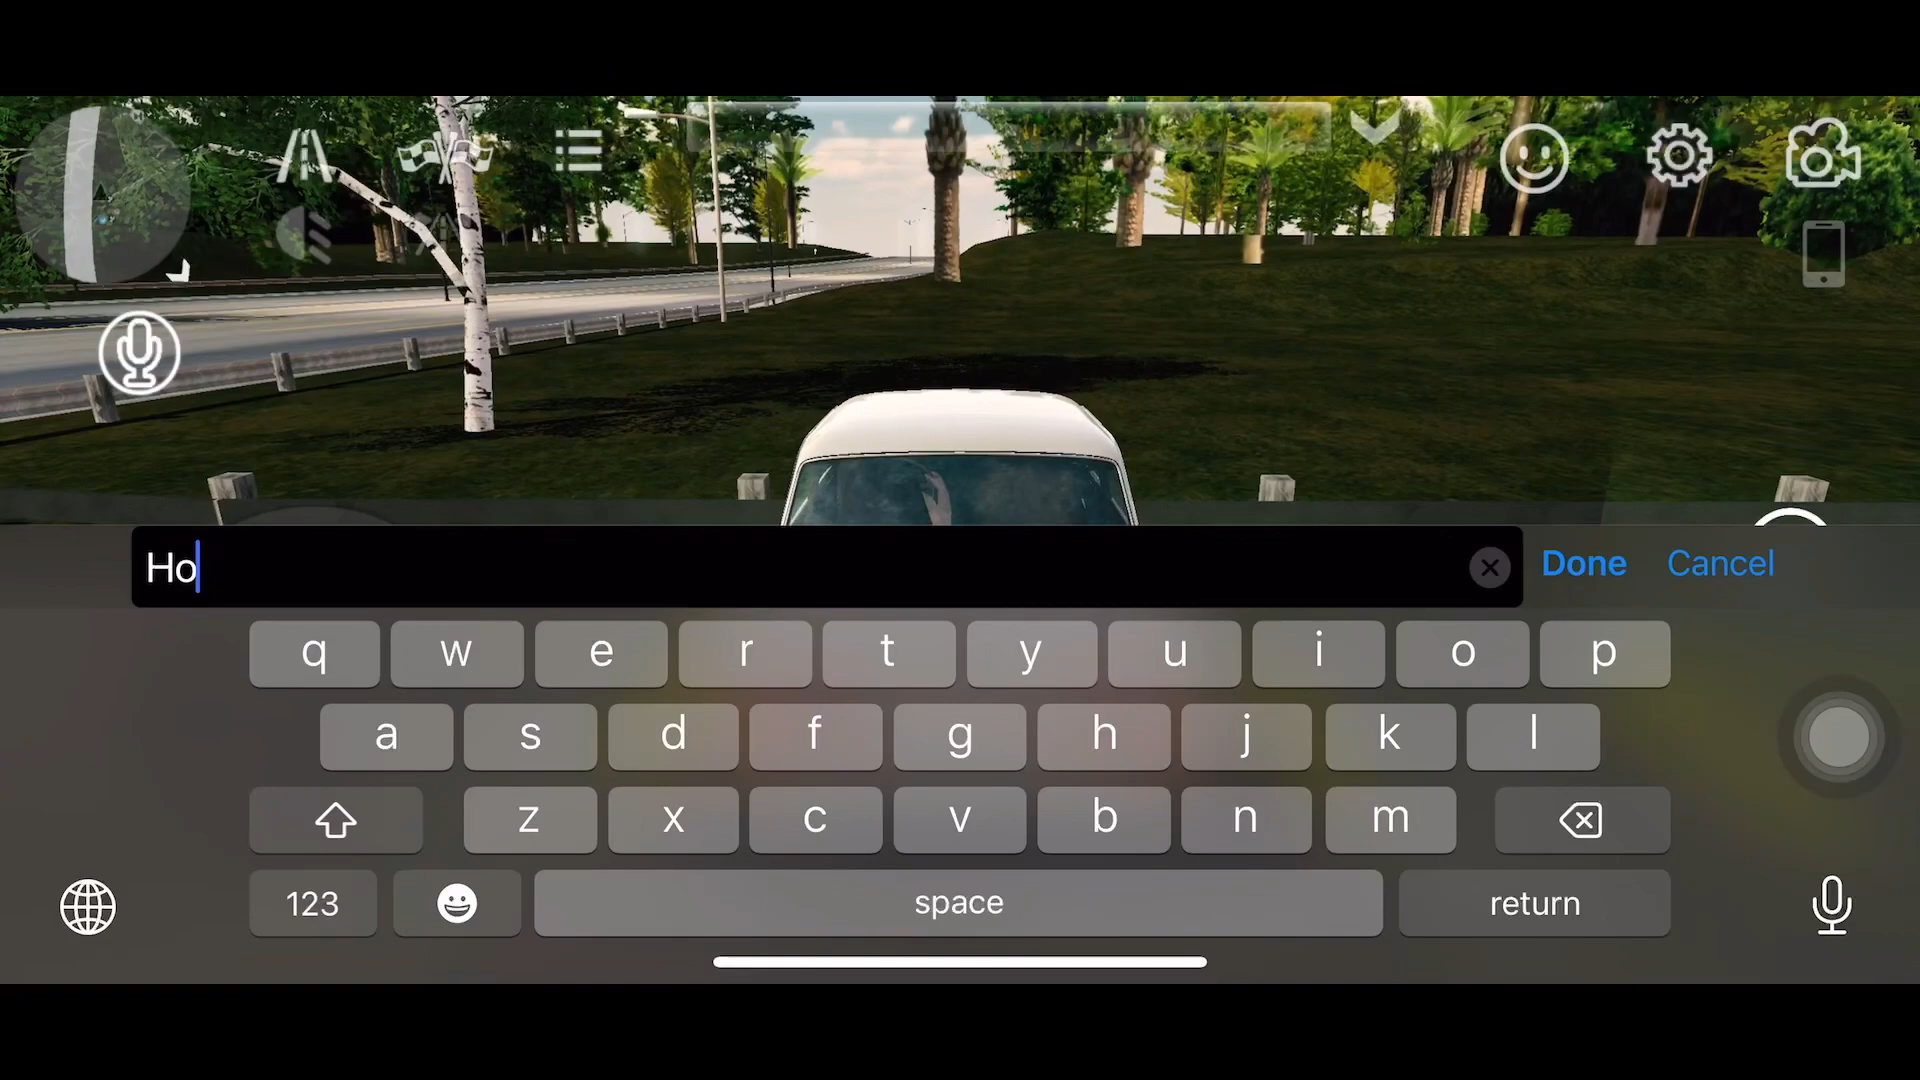 Ho
Done Cancel
q w e r t y u i o p
a s d f g h j k l
z x c v b n m
123 space return